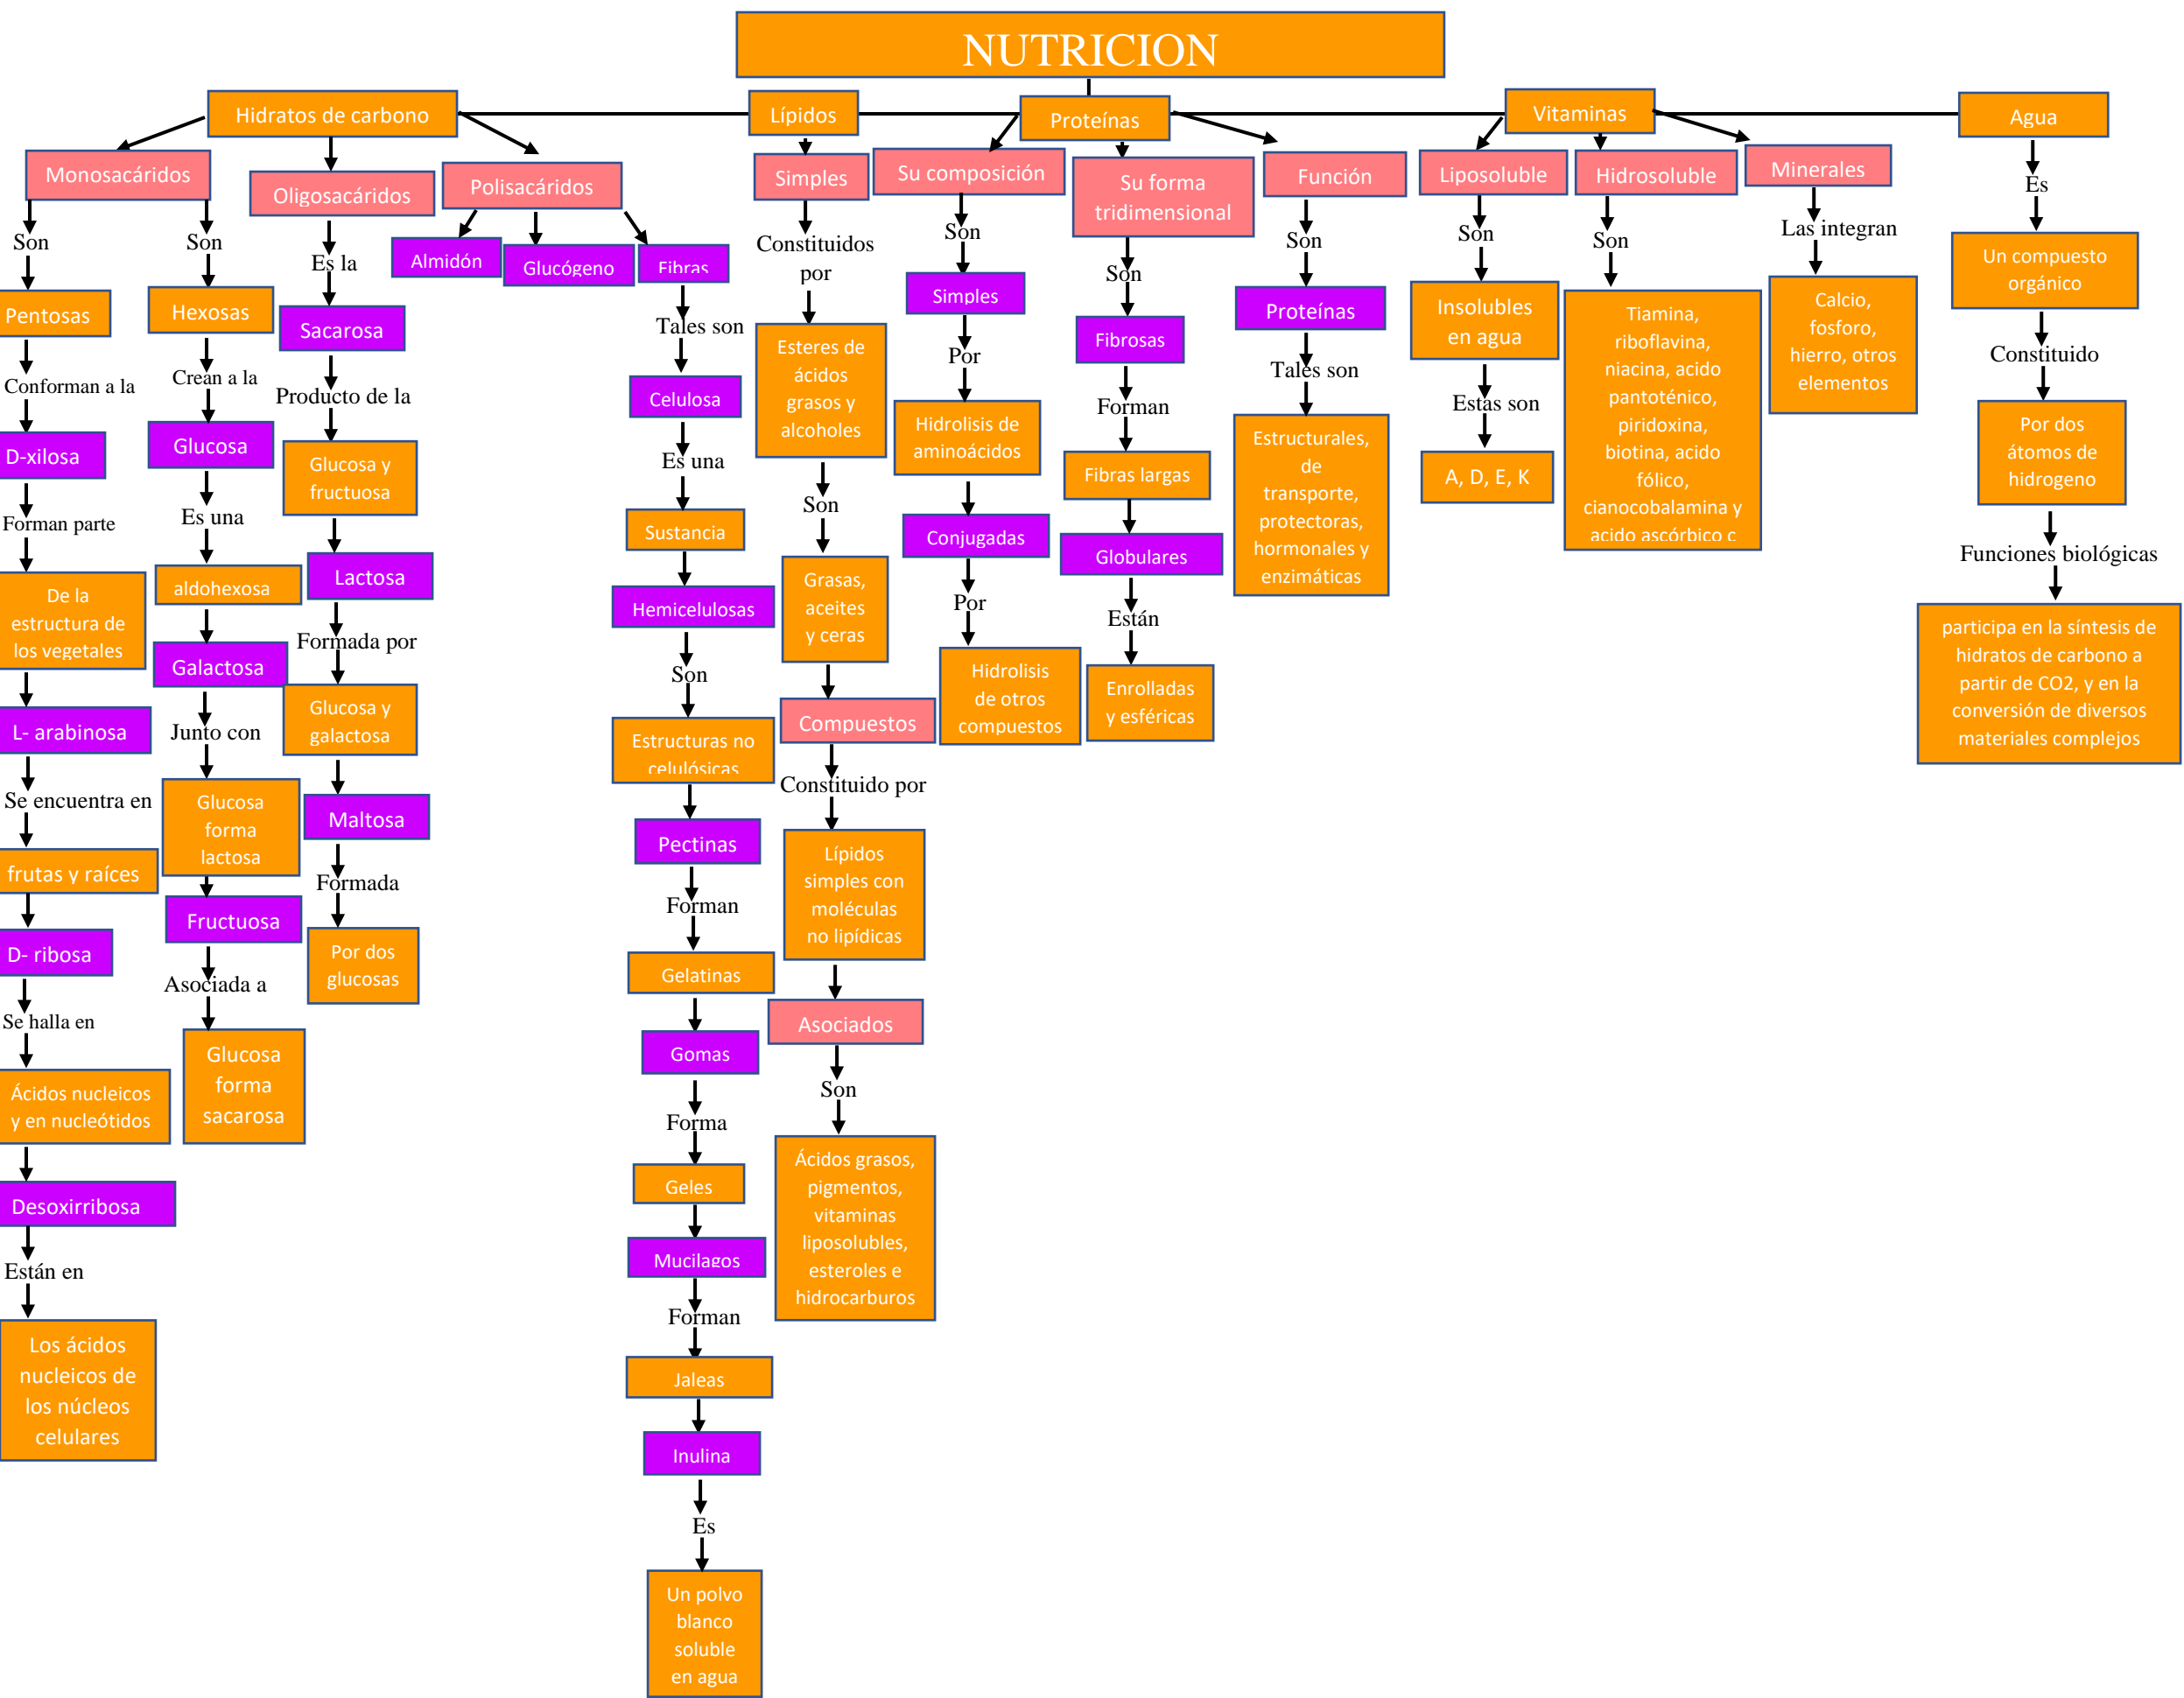 NUTRICION
Hidratos de carbono
Monosacáridos
Son
Pentosas
Conforman a la
D-xilosa
Forman parte
De la
estructura de
los vegetales
L- arabinosa
Se encuentra en
frutas y raíces
D- ribosa
Se halla en
Ácidos nucleicos
y en nucleótidos
Desoxirribosa
Están en
Los ácidos
nucleicos de
los núcleos
celulares
Son
Hexosas
Crean a la
Glucosa
Es una
aldohexosa
Galactosa
Junto con
Glucosa
forma
lactosa
Fructuosa
Asociada a
Glucosa
forma
sacarosa
Oligosacáridos
Es la
Sacarosa
Producto de la
Glucosa y
fructuosa
Lactosa
Formada por
Glucosa y
galactosa
Maltosa
Formada
Por dos
glucosas
Polisacáridos
Almidón
Glucógeno
Fibras
Tales son
Celulosa
Es una
Sustancia
Hemicelulosas
Son
Estructuras no
celulósicas
Pectinas
Forman
Gelatinas
Gomas
Forma
Geles
Mucilagos
Forman
Jaleas
Inulina
Es
Un polvo
blanco
soluble
en agua
Lípidos
Simples
Constituidos
por
Esteres de
ácidos
grasos y
alcoholes
Son
Grasas,
aceites
y ceras
Compuestos
Constituido por
Lípidos
simples con
moléculas
no lipídicas
Asociados
Son
Ácidos grasos,
pigmentos,
vitaminas
liposolubles,
esteroles e
hidrocarburos
Proteínas
Su composición
Son
Simples
Por
Hidrolisis de
aminoácidos
Conjugadas
Por
Hidrolisis
de otros
compuestos
Su forma
tridimensional
Son
Fibrosas
Forman
Fibras largas
Globulares
Están
Enrolladas
y esféricas
Función
Son
Proteínas
Tales son
Estructurales,
de
transporte,
protectoras,
hormonales y
enzimáticas
Vitaminas
Liposoluble
Son
Insolubles
en agua
Estas son
A, D, E, K
Hidrosoluble
Son
Tiamina,
riboflavina,
niacina, acido
pantoténico,
piridoxina,
biotina, acido
fólico,
cianocobalamina y
acido ascórbico c
Minerales
Las integran
Calcio,
fosforo,
hierro, otros
elementos
Agua
Es
Un compuesto
orgánico
Constituido
Por dos
átomos de
hidrogeno
Funciones biológicas
participa en la síntesis de
hidratos de carbono a
partir de CO2, y en la
conversión de diversos
materiales complejos